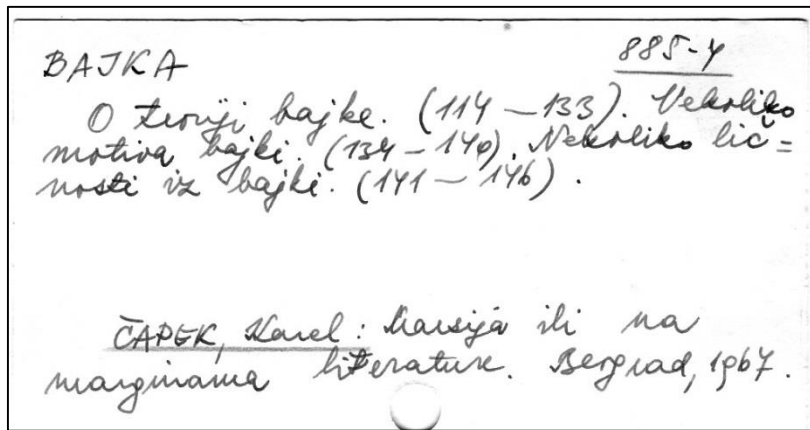 BAJKA 885-4
O teoriji bajke. (114 – 133). Nekoliko
motiva bajki. (134 – 140). Nekoliko lič=
nosti iz bajki. (141 – 146).
ČAPEK, Karel: Marsija ili na
marginama literature. Beograd, 1967.